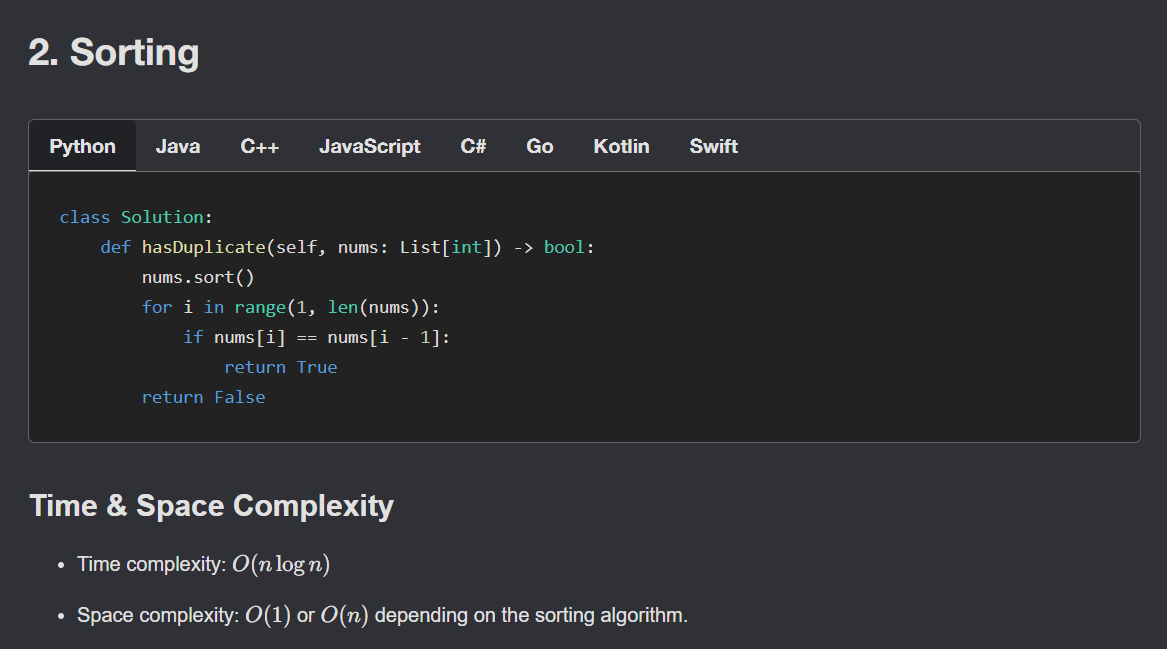 2. Sorting
Python Java C++ JavaScript C# Go Kotlin Swift
class Solution:
    def hasDuplicate(self, nums: List[int]) -> bool:
        nums.sort()
        for i in range(1, len(nums)):
            if nums[i] == nums[i - 1]:
                return True
        return False
Time & Space Complexity
• Time complexity: O(n log n)
• Space complexity: O(1) or O(n) depending on the sorting algorithm.